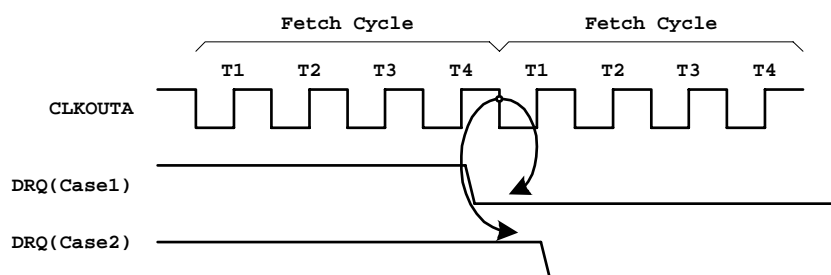 Fetch Cycle Fetch Cycle
T1 T2 T3 T4 T1 T2 T3 T4
CLKOUTA
DRQ(Case1)
DRQ(Case2)